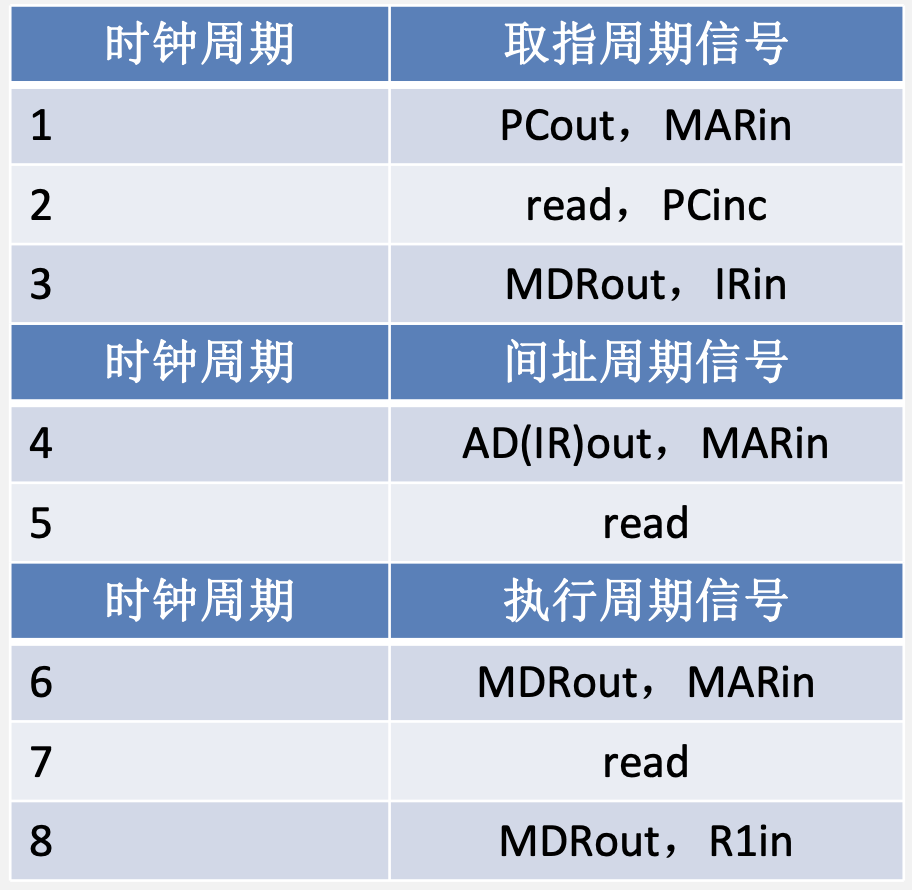 时钟周期 取指周期信号
1 PCout，MARin
2 read，PCinc
3 MDRout，IRin
时钟周期 间址周期信号
4 AD(IR)out，MARin
5 read
时钟周期 执行周期信号
6 MDRout，MARin
7 read
8 MDRout，R1in